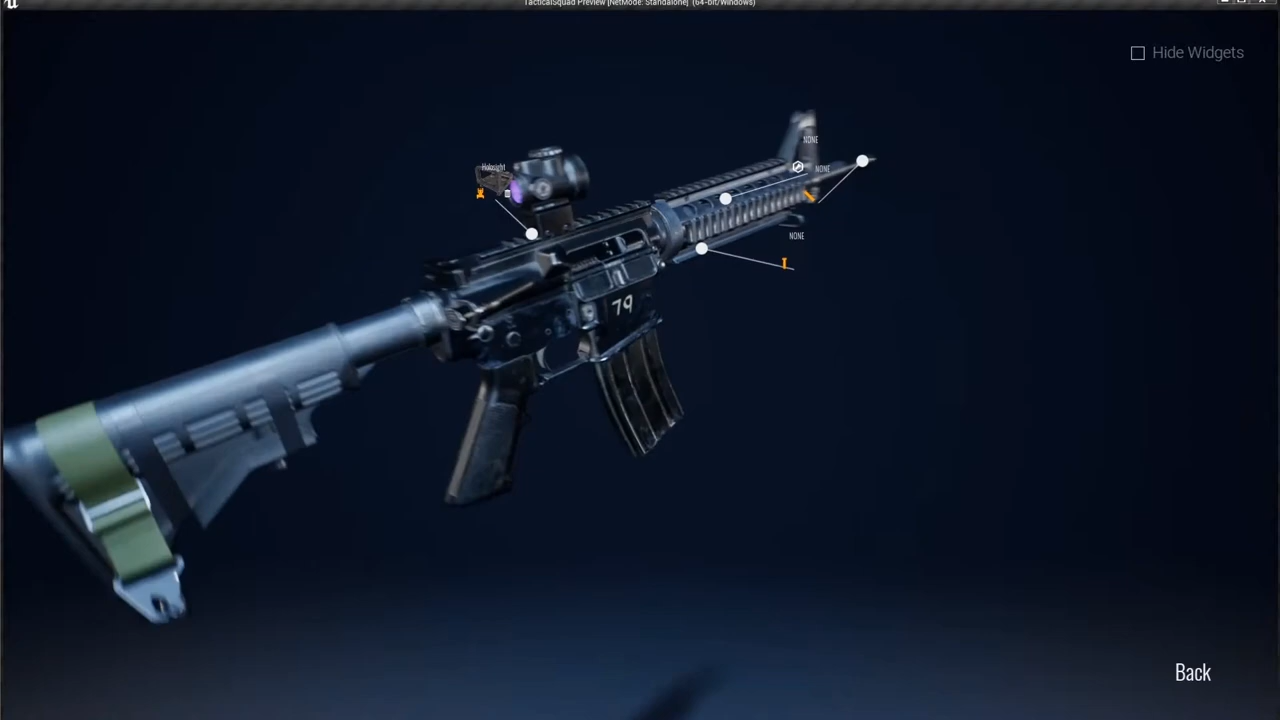 TacticalSquad Preview [NetMode: Standalone] (64-bit/Windows)
Hide Widgets
NONE
Holosight
NONE
NONE
79
Back